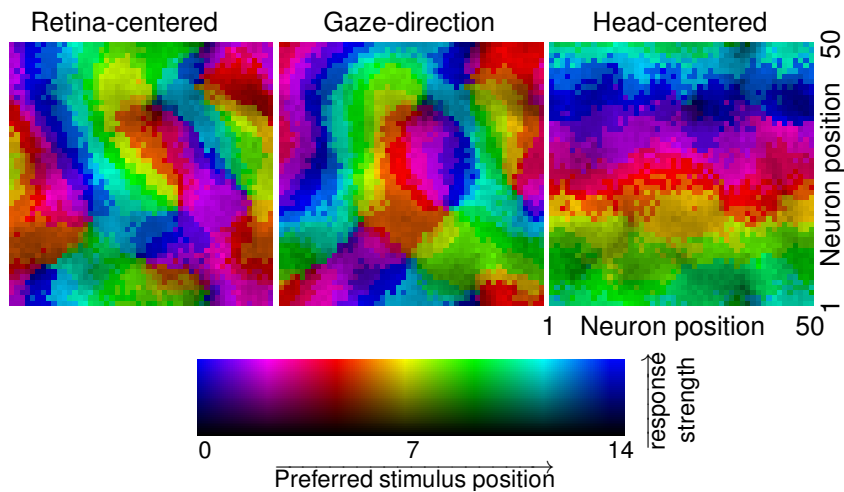 Retina-centered Gaze-direction Head-centered
50
Neuron position
1
1 Neuron position 50
response
strength
0 7 14
Preferred stimulus position